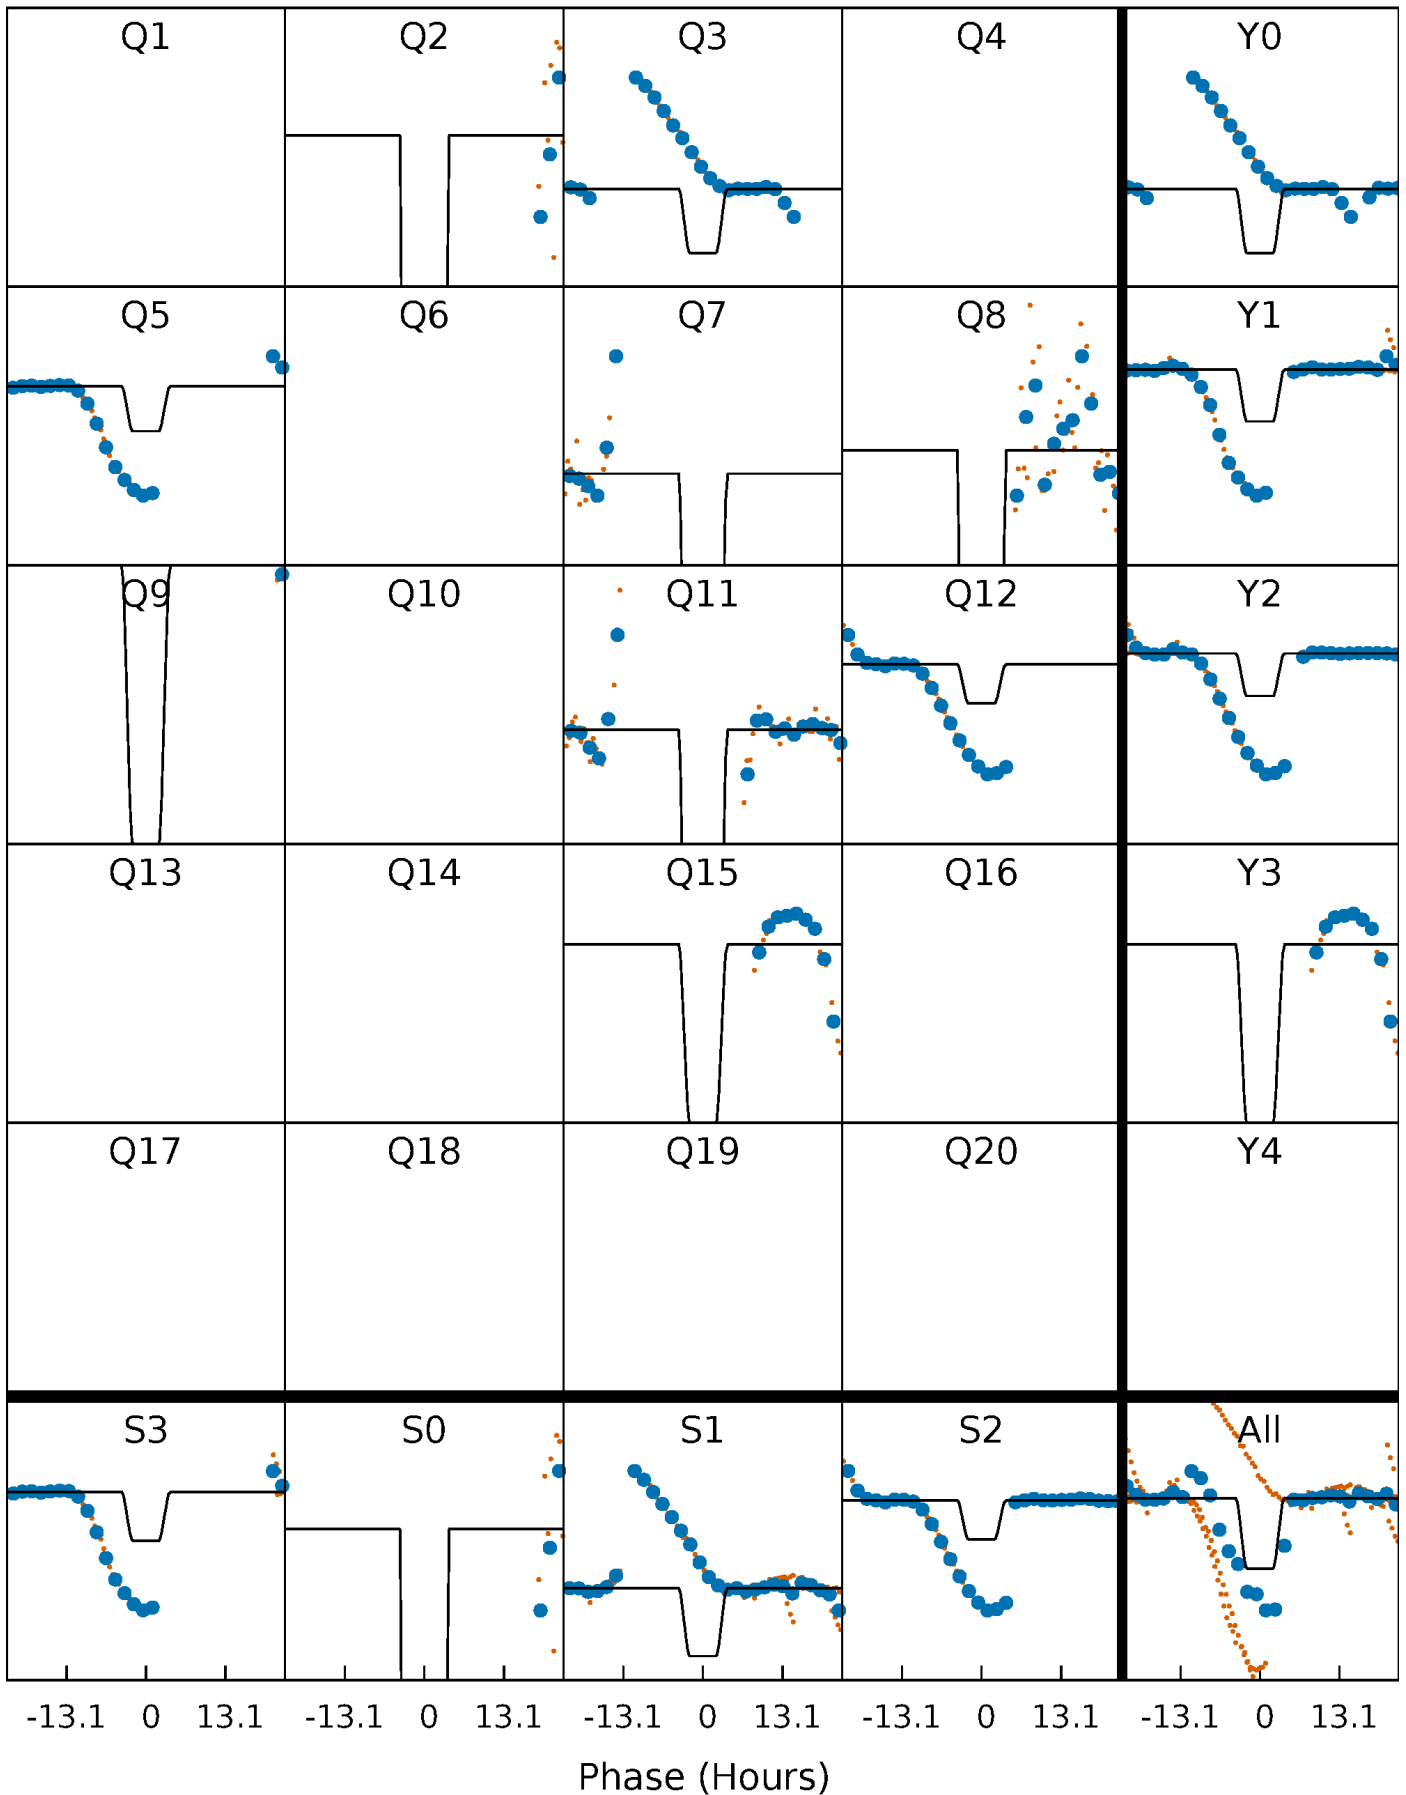 Q1 Q2 Q3 Q4 Y0
Q5 Q6 Q7 Q8 Y1
Q9 Q10 Q11 Q12 Y2
Q13 Q14 Q15 Q16 Y3
Q17 Q18 Q19 Q20 Y4
S3 S0 S1 S2 All
-13.1 0 13.1 -13.1 0 13.1 -13.1 0 13.1 -13.1 0 13.1 -13.1 0 13.1
Phase (Hours)